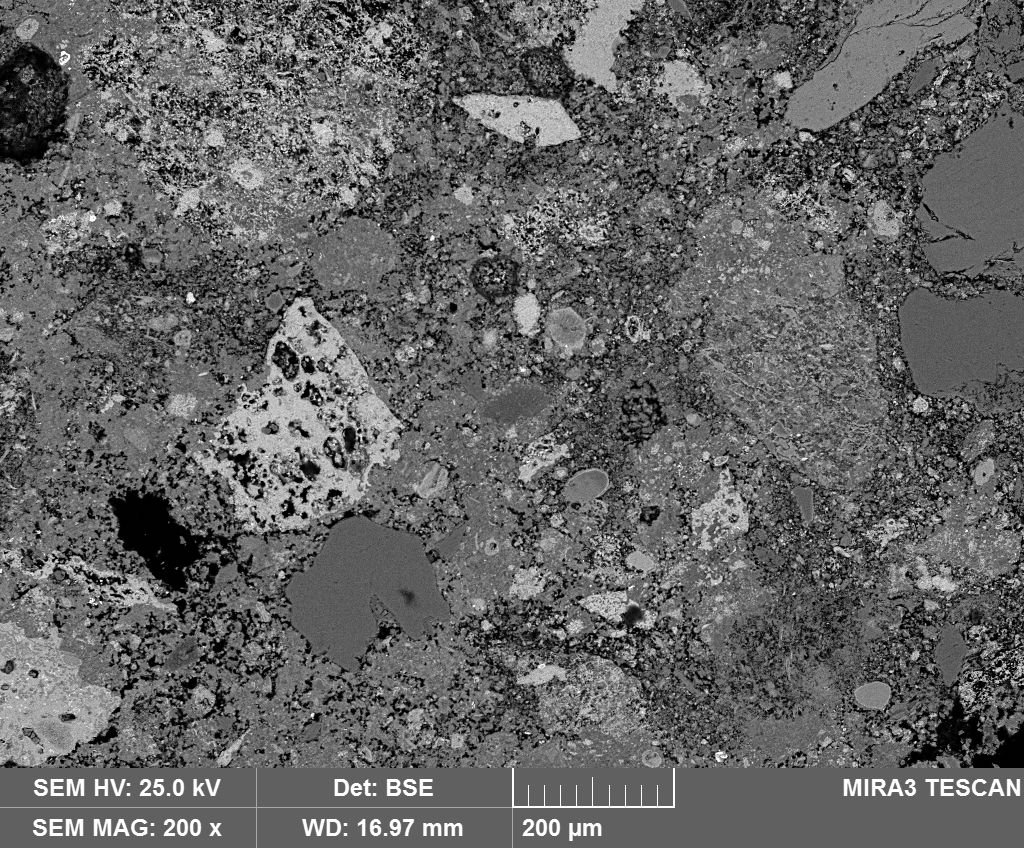 SEM HV: 25.0 kV Det: BSE MIRA3 TESCAN
SEM MAG: 200 x WD: 16.97 mm 200 µm